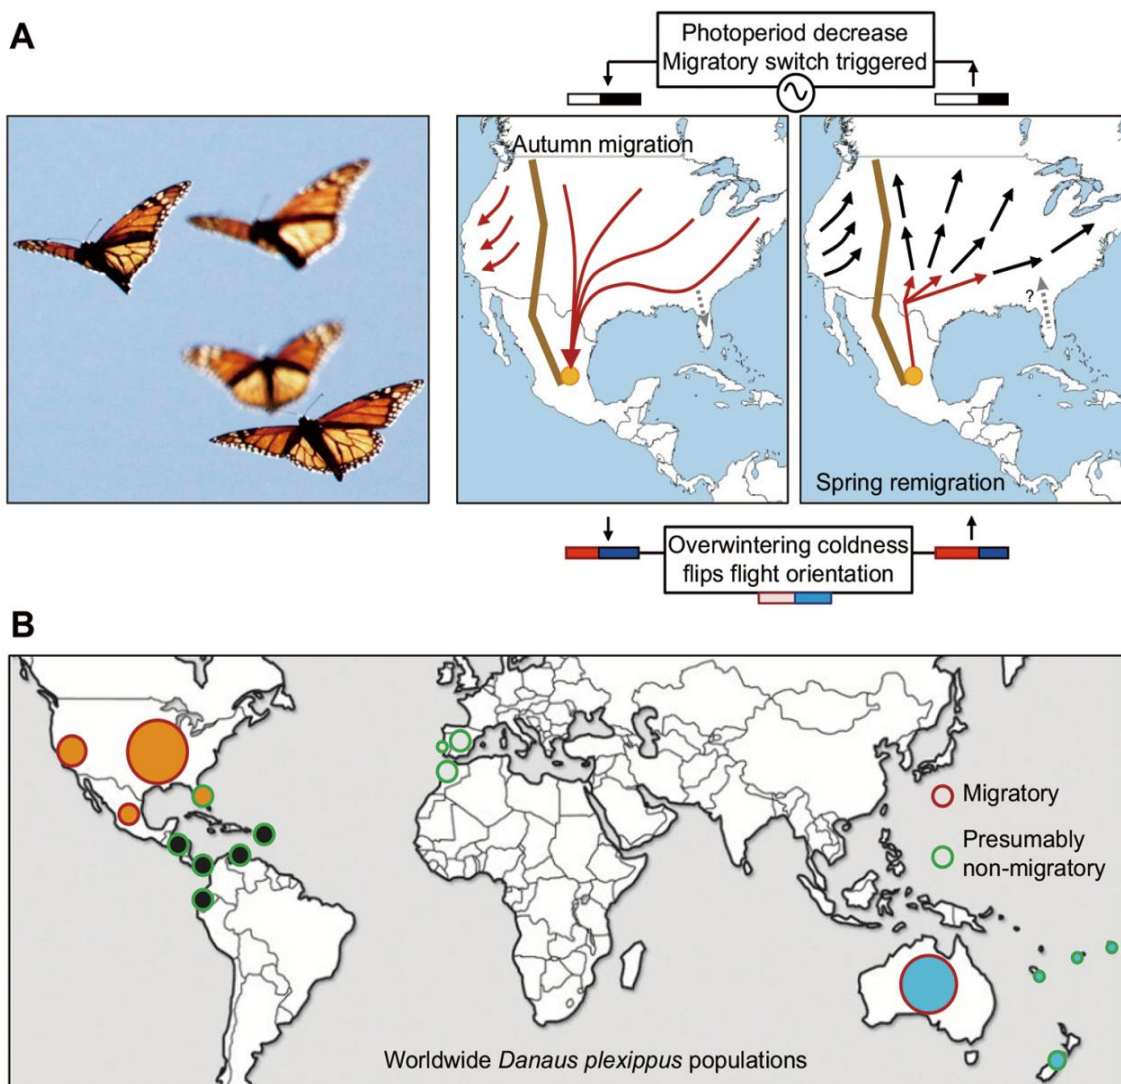 A
Photoperiod decrease
Migratory switch triggered
Autumn migration
?
Spring remigration
Overwintering coldness
flips flight orientation
B
Migratory
Presumably
non-migratory
Worldwide Danaus plexippus populations